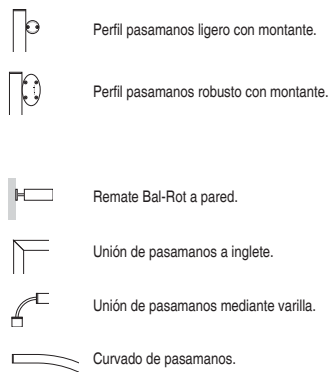 Perfil pasamanos ligero con montante.
Perfil pasamanos robusto con montante.
Remate Bal-Rot a pared.
Unión de pasamanos a inglete.
Unión de pasamanos mediante varilla.
Curvado de pasamanos.